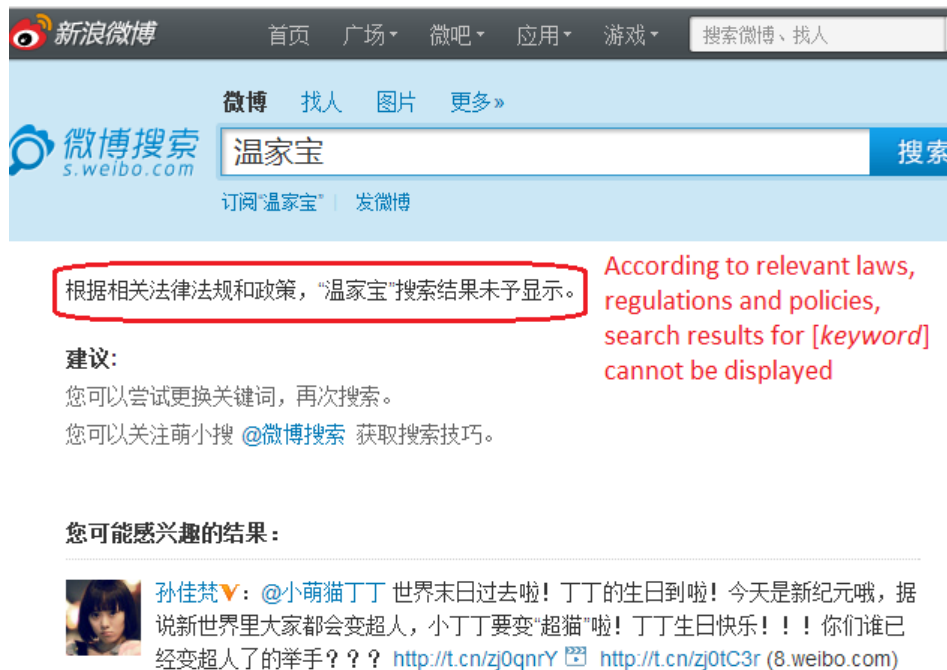 新浪微博 首页 广场 微吧 应用 游戏 搜索微博、找人
微博 找人 图片 更多»
微博搜索
s.weibo.com
温家宝 搜索
订阅“温家宝” 发微博
根据相关法律法规和政策，“温家宝”搜索结果未予显示。
According to relevant laws,
regulations and policies,
search results for [keyword]
cannot be displayed
建议:
您可以尝试更换关键词，再次搜索。
您可以关注萌小搜 @微博搜索 获取搜索技巧。
您可能感兴趣的结果：
孙佳梵V：@小萌猫丁丁 世界末日过去啦！丁丁的生日到啦！今天是新纪元哦，据
说新世界里大家都会变超人，小丁丁要变“超猫”啦！丁丁生日快乐！！！你们谁已
经变超人了的举手？？？ http://t.cn/zj0qnrY http://t.cn/zj0tC3r (8.weibo.com)